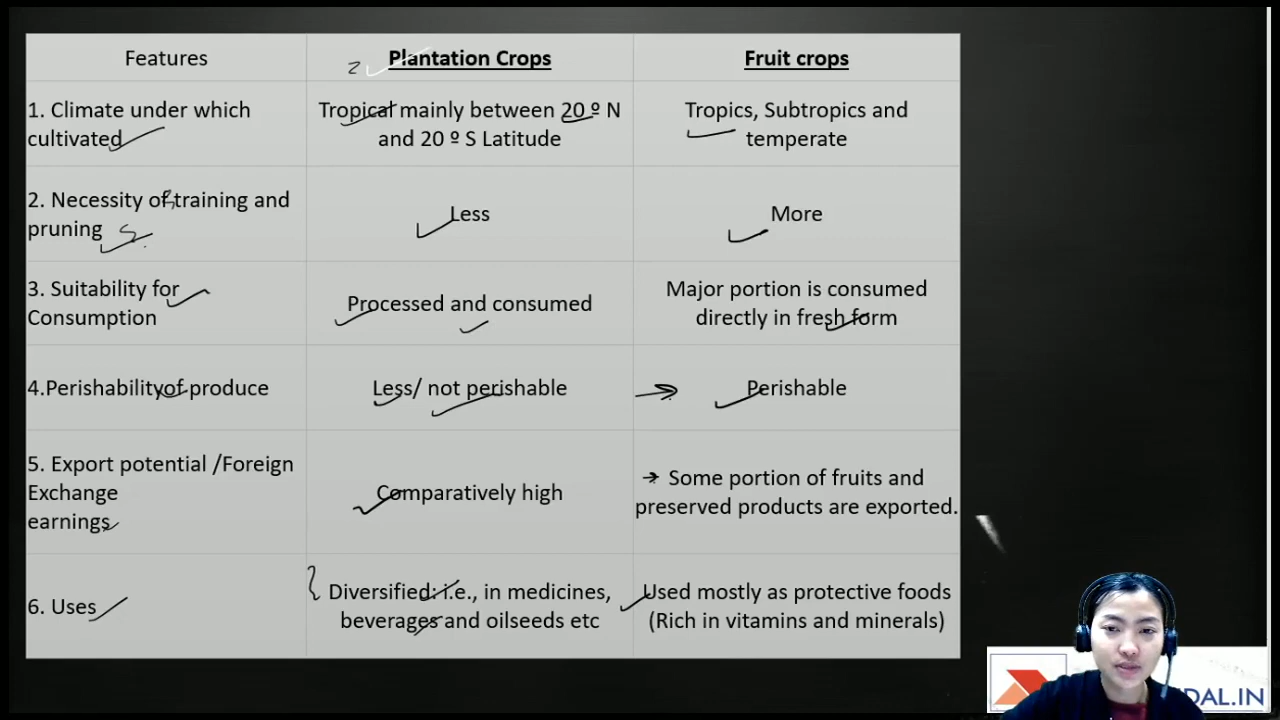 Features
Plantation Crops
Fruit crops
1. Climate under which
cultivated
Tropical mainly between 20 º N
and 20 º S Latitude
Tropics, Subtropics and
temperate
2. Necessity of training and
pruning
Less
More
3. Suitability for
Consumption
Processed and consumed
Major portion is consumed
directly in fresh form
4.Perishabilityof produce
Less/ not perishable
Perishable
5. Export potential /Foreign
Exchange
earnings
Comparatively high
Some portion of fruits and
preserved products are exported.
6. Uses
Diversified: i.e., in medicines,
beverages and oilseeds etc
Used mostly as protective foods
(Rich in vitamins and minerals)
DAL.IN